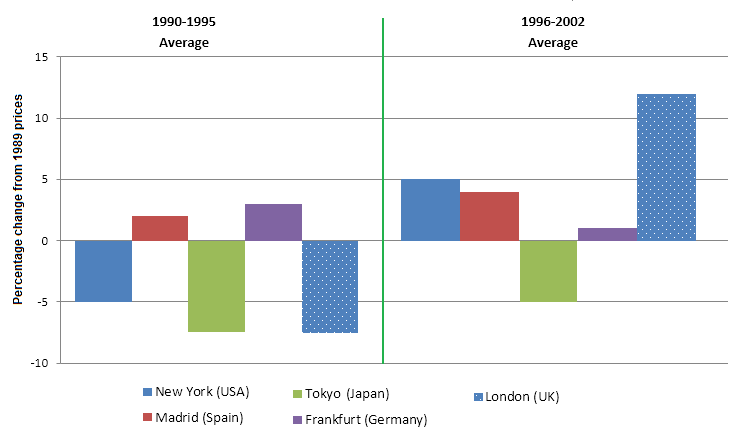 1990-1995
Average
1996-2002
Average
Percentage change from 1989 prices
15
10
5
0
-5
-10
New York (USA)
Tokyo (Japan)
London (UK)
Madrid (Spain)
Frankfurt (Germany)